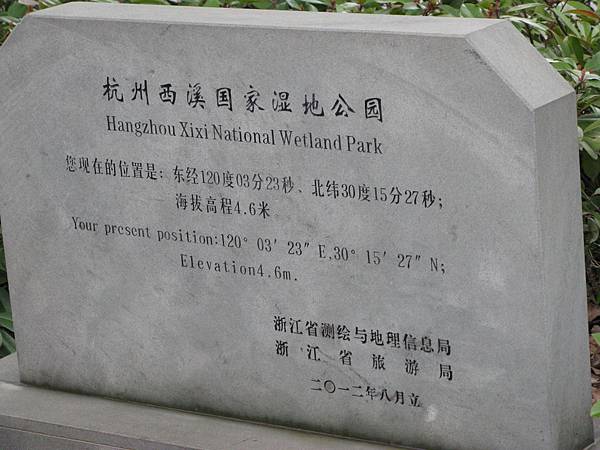 杭州西溪国家湿地公园
Hangzhou Xixi National Wetland Park
您现在的位置是：东经120度03分23秒、北纬30度15分27秒；
海拔高程4.6米
Your present position:120° 03′ 23″ E,30° 15′ 27″ N;
Elevation4.6m.
浙江省测绘与地理信息局
浙江省旅游局
二〇一二年八月立